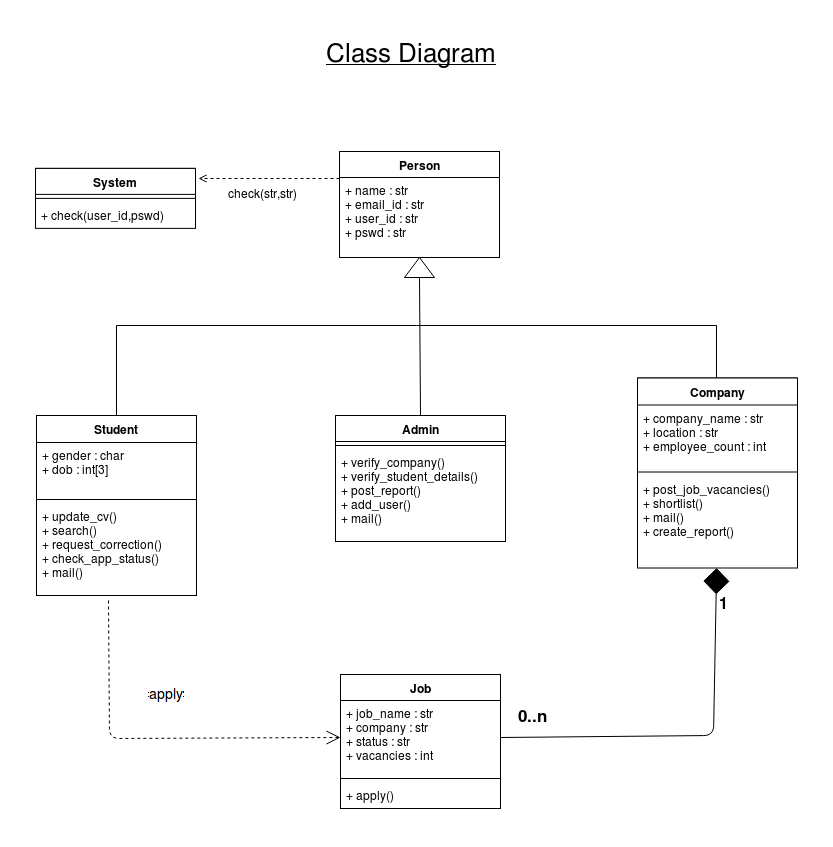 Class Diagram
Person
+ name : str
+ email_id : str
+ user_id : str
+ pswd : str
System
+ check(user_id,pswd)
check(str,str)
Student
+ gender : char
+ dob : int[3]
+ update_cv()
+ search()
+ request_correction()
+ check_app_status()
+ mail()
Admin
+ verify_company()
+ verify_student_details()
+ post_report()
+ add_user()
+ mail()
Company
+ company_name : str
+ location : str
+ employee_count : int
+ post_job_vacancies()
+ shortlist()
+ mail()
+ create_report()
1
apply
0..n
Job
+ job_name : str
+ company : str
+ status : str
+ vacancies : int
+ apply()